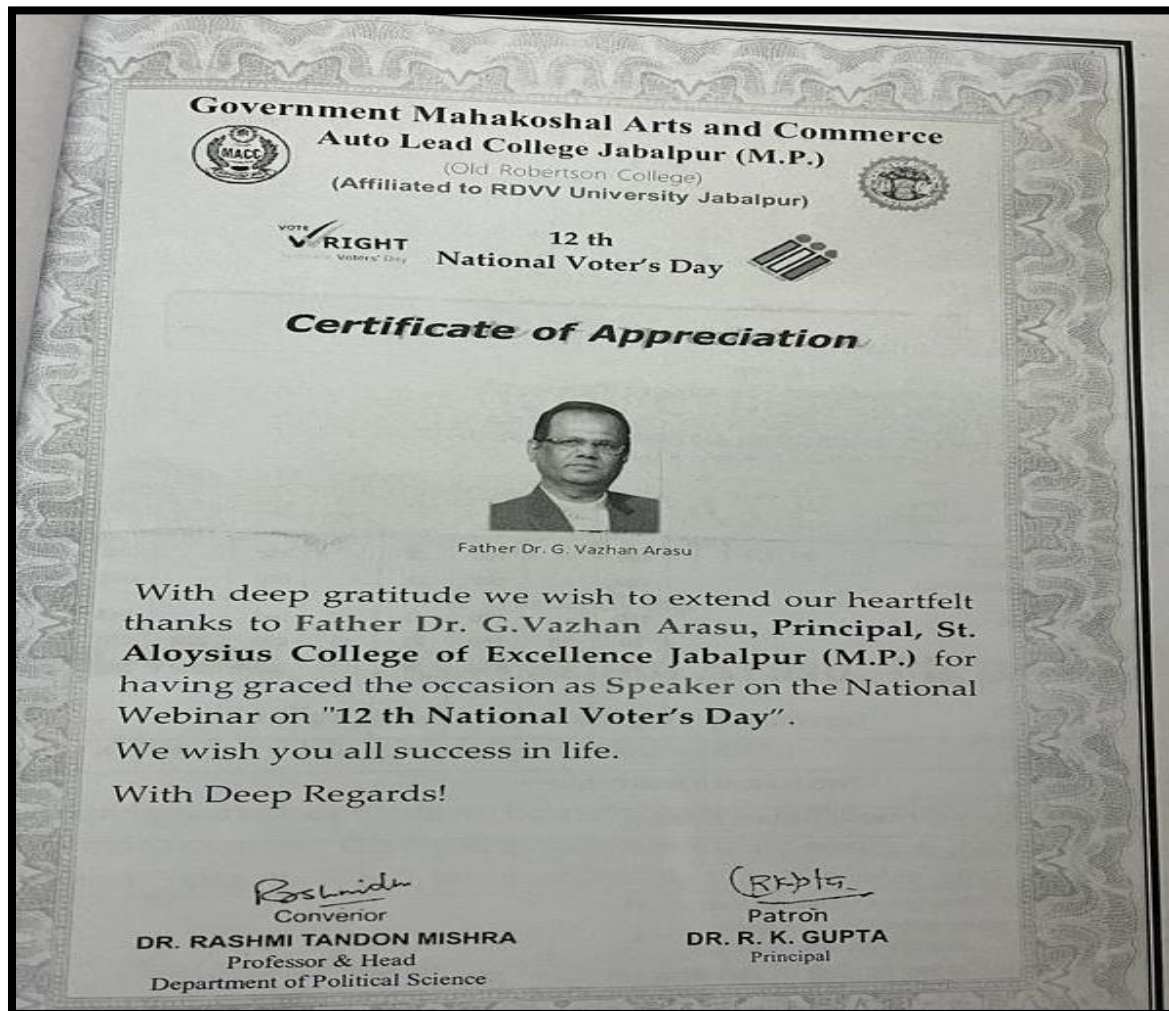 Government Mahakoshal Arts and Commerce
Auto Lead College Jabalpur (M.P.)
(Old Robertson College)
(Affiliated to RDVV University Jabalpur)
MACC
VOTE
RIGHT
Voters' Day
12 th
National Voter's Day
Certificate of Appreciation
Father Dr. G. Vazhan Arasu
With deep gratitude we wish to extend our heartfelt
thanks to Father Dr. G.Vazhan Arasu, Principal, St.
Aloysius College of Excellence Jabalpur (M.P.) for
having graced the occasion as Speaker on the National
Webinar on "12 th National Voter's Day".
We wish you all success in life.
With Deep Regards!
Convenor
DR. RASHMI TANDON MISHRA
Professor & Head
Department of Political Science
Patron
DR. R. K. GUPTA
Principal